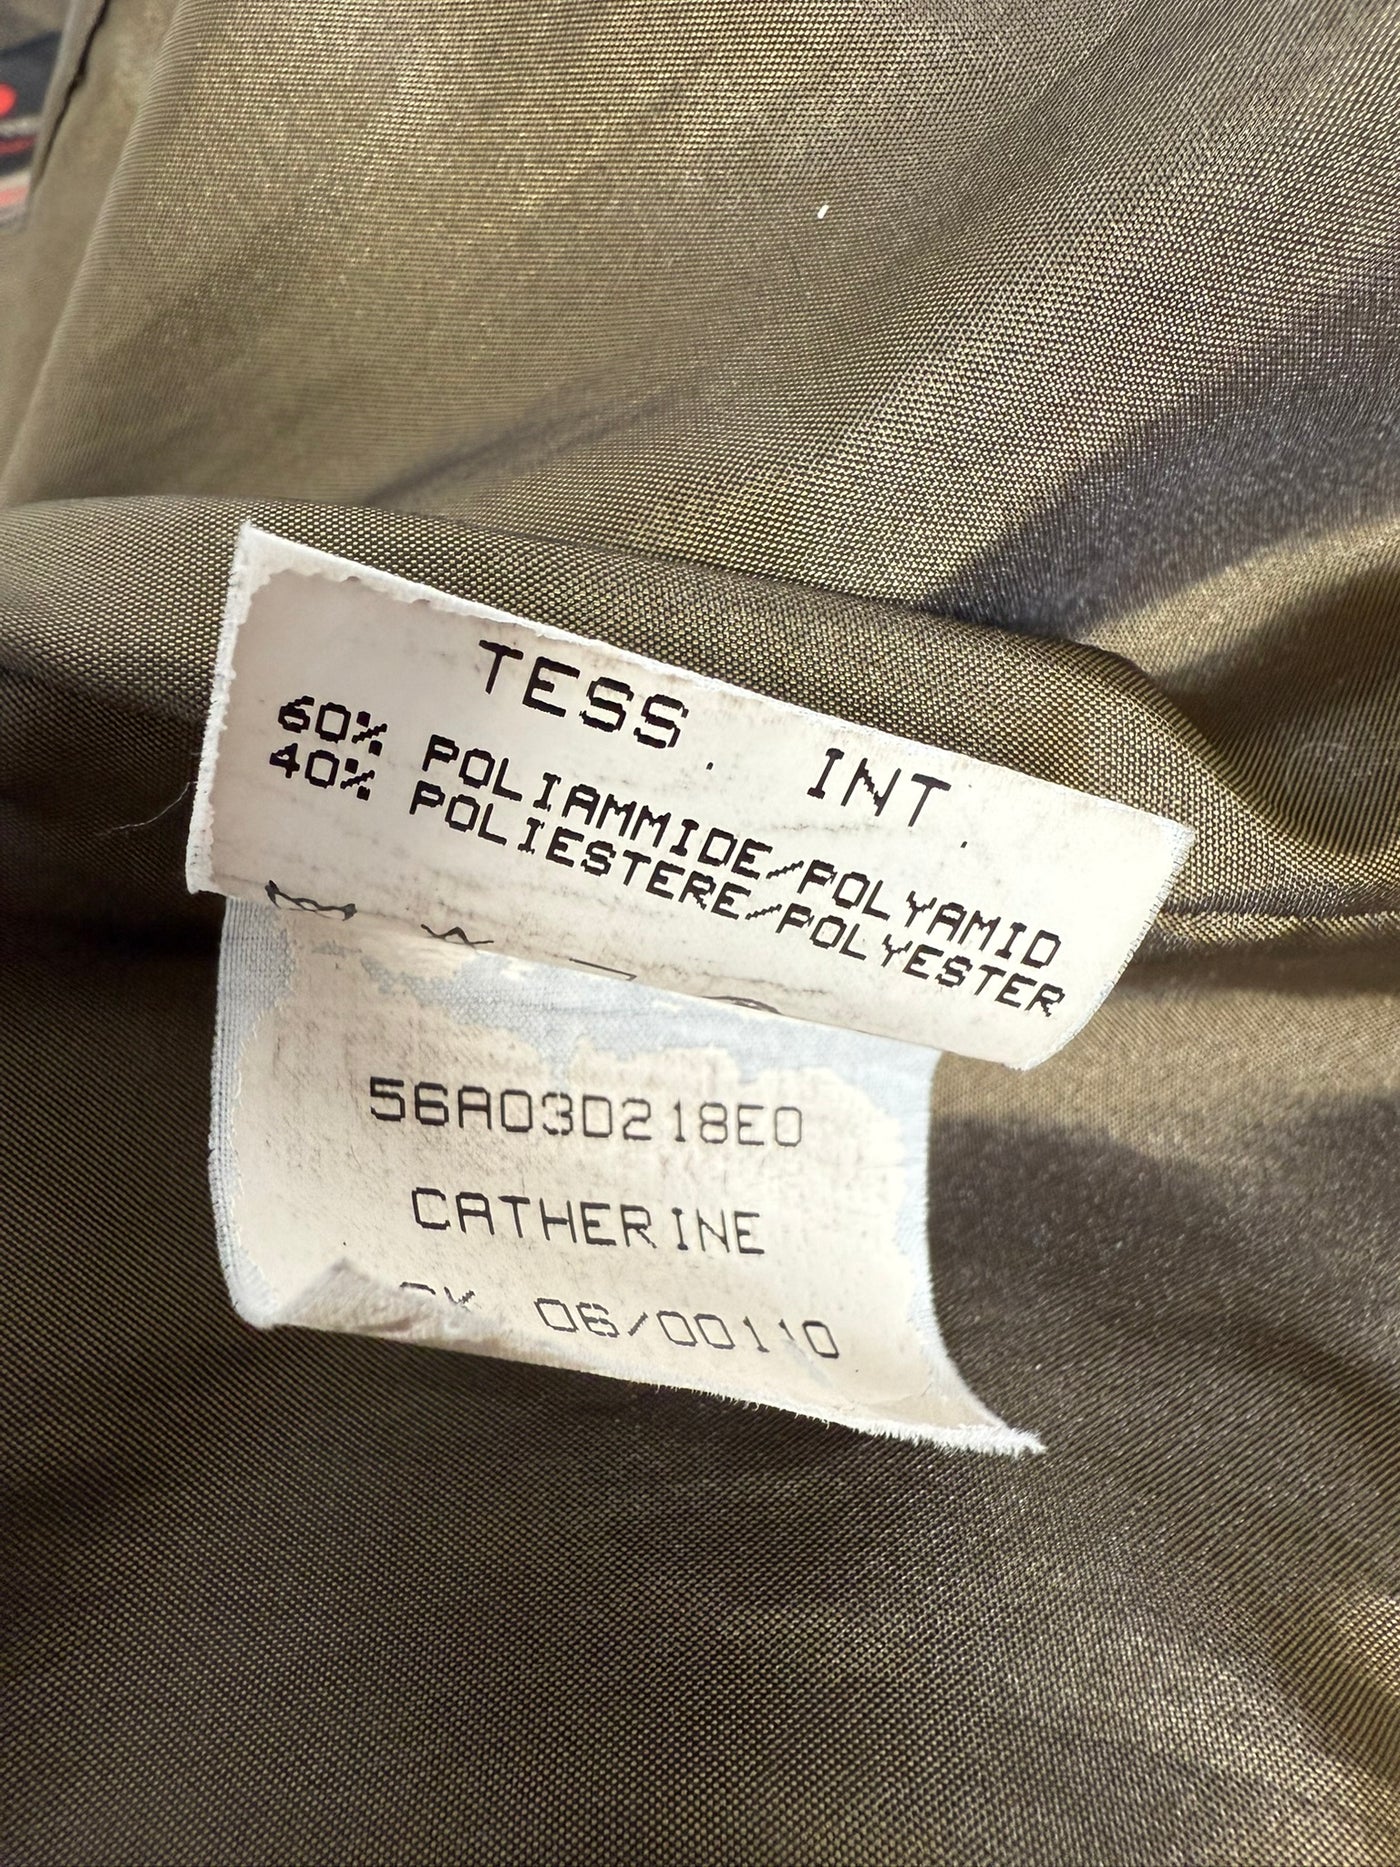 TESS. INT.
60% POLIAMMIDE/POLYAMID
40% POLIESTERE/POLYESTER
56A03D218E0
CATHERINE
06/00110